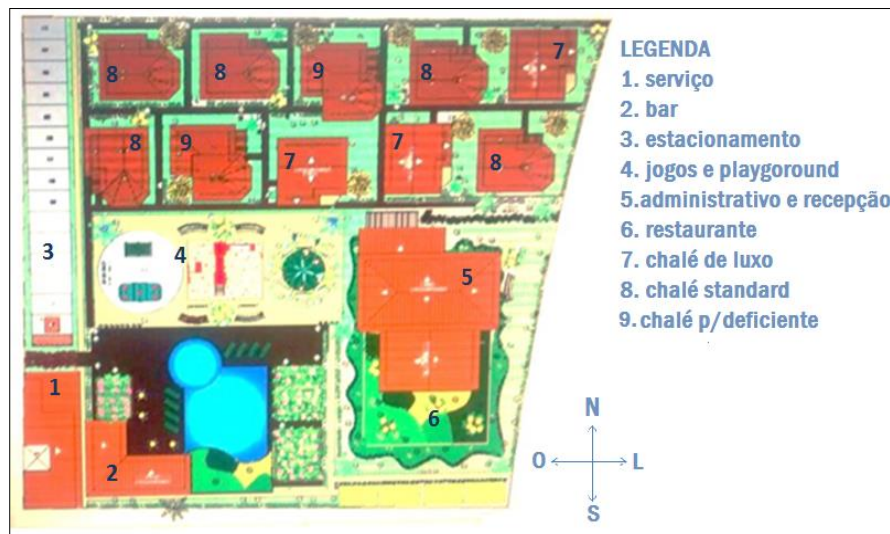 8 8 9 8 7
8 9 7 7 8
3 4 5
1 6
2
LEGENDA
1. serviço
2. bar
3. estacionamento
4. jogos e playgoround
5. administrativo e recepção
6. restaurante
7. chalé de luxo
8. chalé standard
9. chalé p/deficiente
N
O L
S